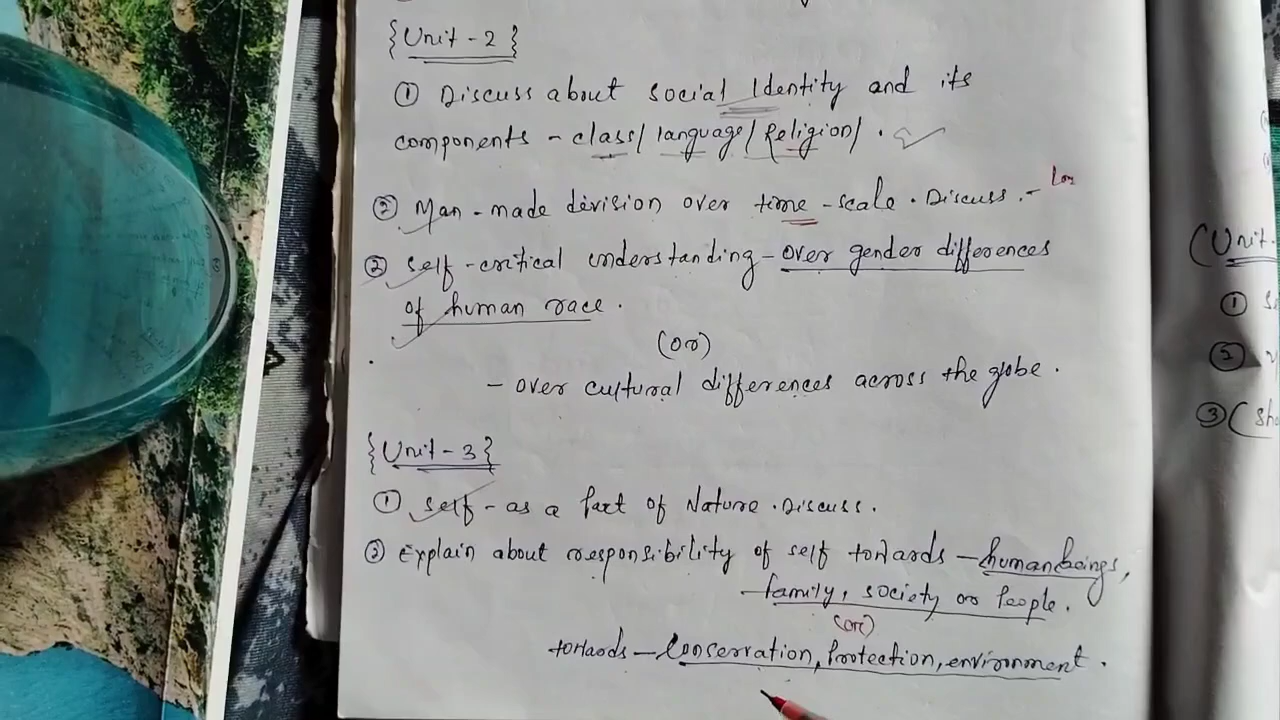 {Unit-2}
① Discuss about social Identity and its
components - class/ language/ Religion/.
② Man-made division over time-scale. Discuss. -
② Self critical understanding - over gender differences
of human race.
(or)
- over cultural differences across the globe.
{Unit-3}
① Self - as a Part of Nature. Discuss.
② Explain about responsibility of self towards - human beings,
- family, society or People.
(or)
towards - Conservation, Protection, environment.
(Unit-
①
②
③ (Sho